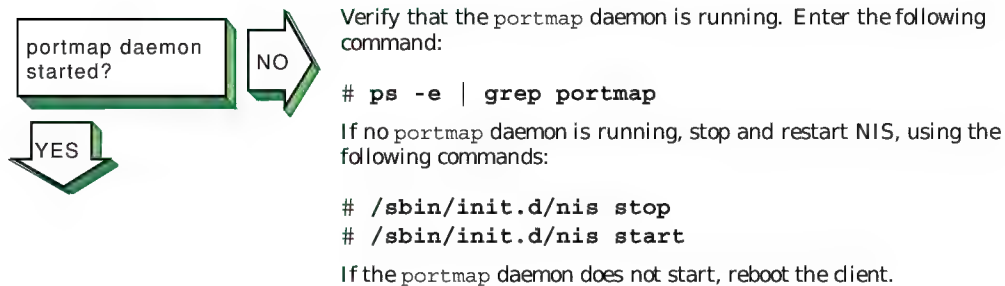 portmap daemon
started?
NO
YES
Verify that the portmap daemon is running. Enter the following
command:
# ps -e | grep portmap
If no portmap daemon is running, stop and restart NIS, using the
following commands:
# /sbin/init.d/nis stop
# /sbin/init.d/nis start
If the portmap daemon does not start, reboot the client.